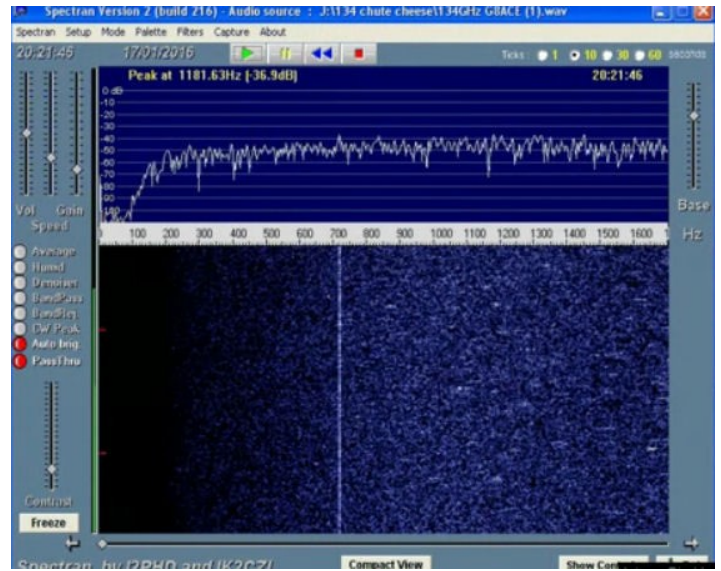 Spectran Version 2 (build 216) - Audio source : J:\134 chute cheese\134GHz G8ACE (1).wav
Spectran Setup Mode Palette Filters Capture About
20:21:46 17/01/2016 Ticks: 1 10 30 60 seconds
Peak at 1181.63Hz (-36.9dB) 20:21:46
0 dB
-10
-20
-30
-40
-50
-60
-70
-80
-90
Vol Gain
Speed
Base
100 200 300 400 500 600 700 800 900 1000 1100 1200 1300 1400 1500 1600 Hz
Average
Humid
Denoiser
BandPass
BandRej.
CW Peak
Auto brig.
PassThru
Contrast
Freeze
Spectran by I2PHD and IK2CZL
Compact View
Show